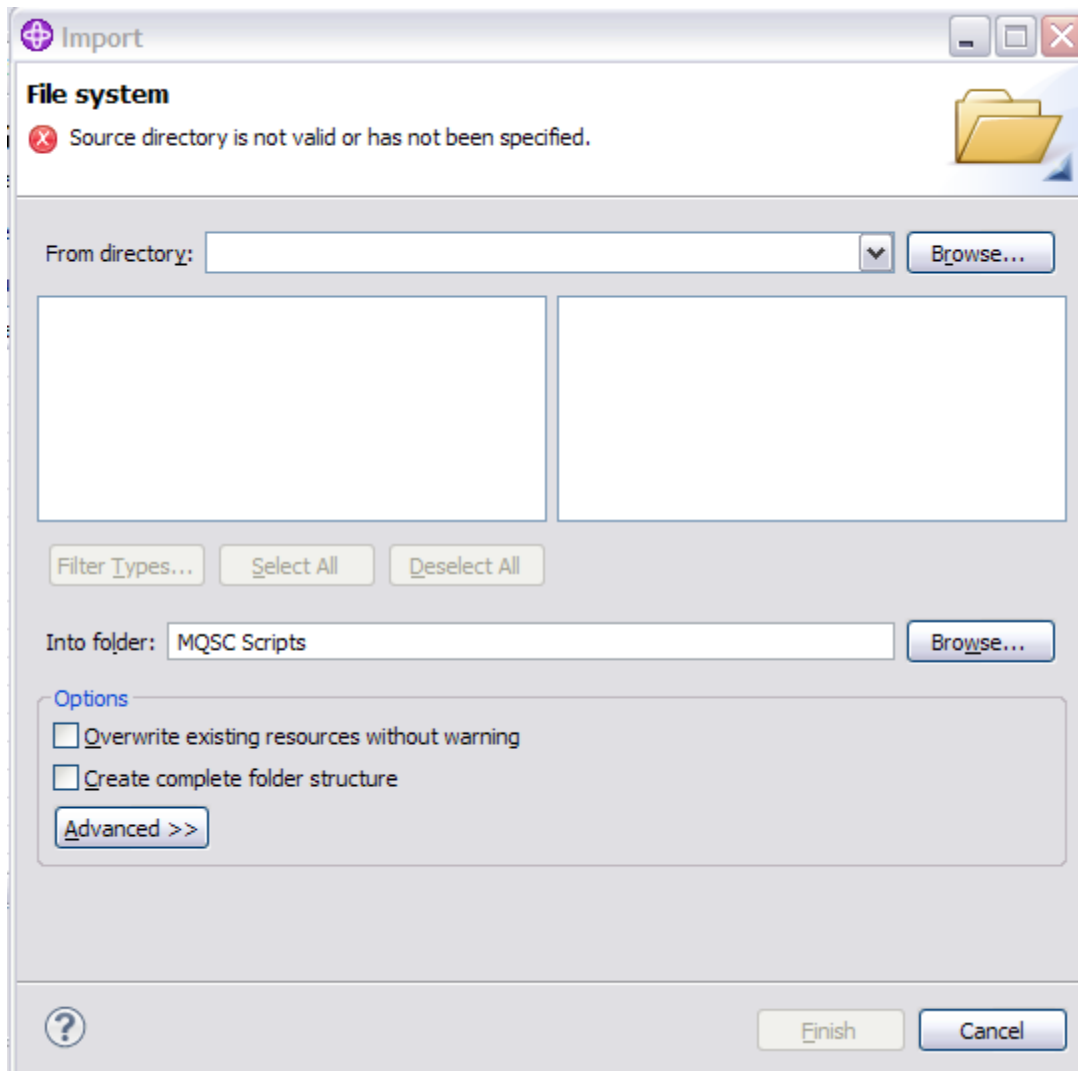 Import
File system
Source directory is not valid or has not been specified.
From directory:
Browse...
Filter Types...
Select All
Deselect All
Into folder:
MQSC Scripts
Browse...
Options
Overwrite existing resources without warning
Create complete folder structure
Advanced >>
?
Finish
Cancel